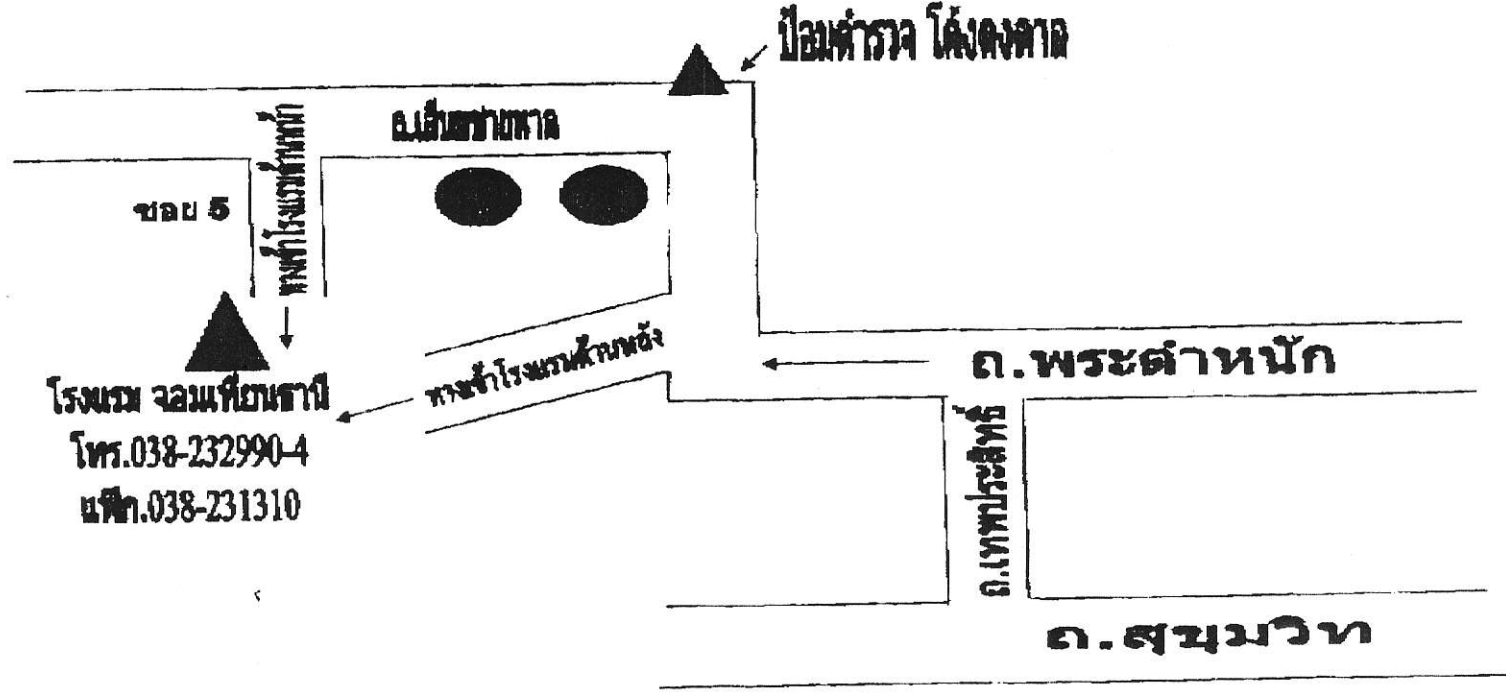 ป้อมตำรวจ โค้งดงตาล
ถ.เลียบชายหาด
ทางเข้าโรงแรมด้านหน้า
ซอย 5
ทางเข้าโรงแรมด้านหลัง
ถ.พระตำหนัก
โรงแรม จอมเทียนธานี
โทร.038-232990-4
แฟ็ก.038-231310
ถ.เทพประสิทธิ์
ถ.สุขุมวิท